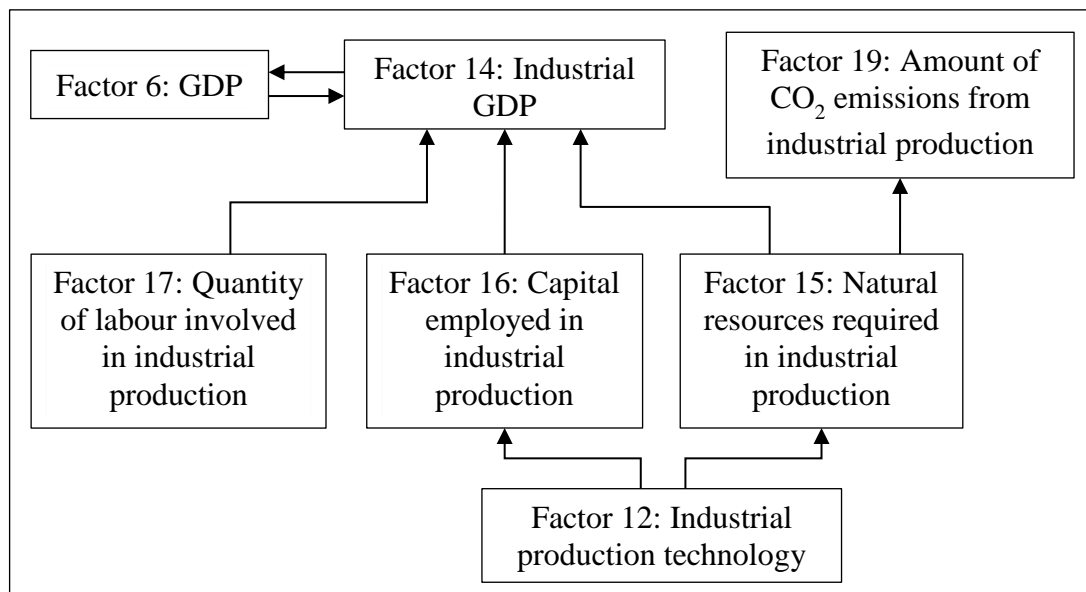 Factor 6: GDP
Factor 14: Industrial
GDP
Factor 19: Amount of
CO₂ emissions from
industrial production
Factor 17: Quantity
of labour involved
in industrial
production
Factor 16: Capital
employed in
industrial
production
Factor 15: Natural
resources required
in industrial
production
Factor 12: Industrial
production technology